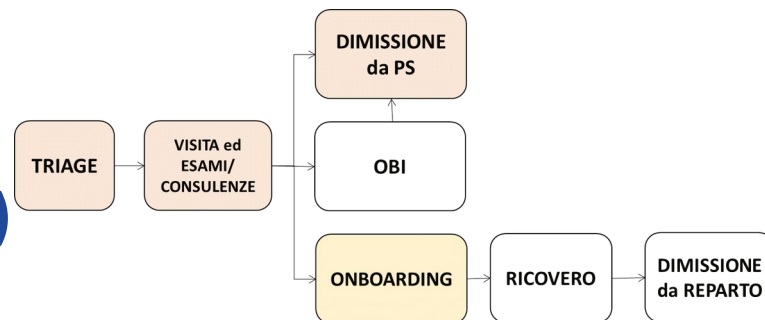 TRIAGE
VISITA ed
ESAMI/
CONSULENZE
DIMISSIONE
da PS
OBI
ONBOARDING
RICOVERO
DIMISSIONE
da REPARTO